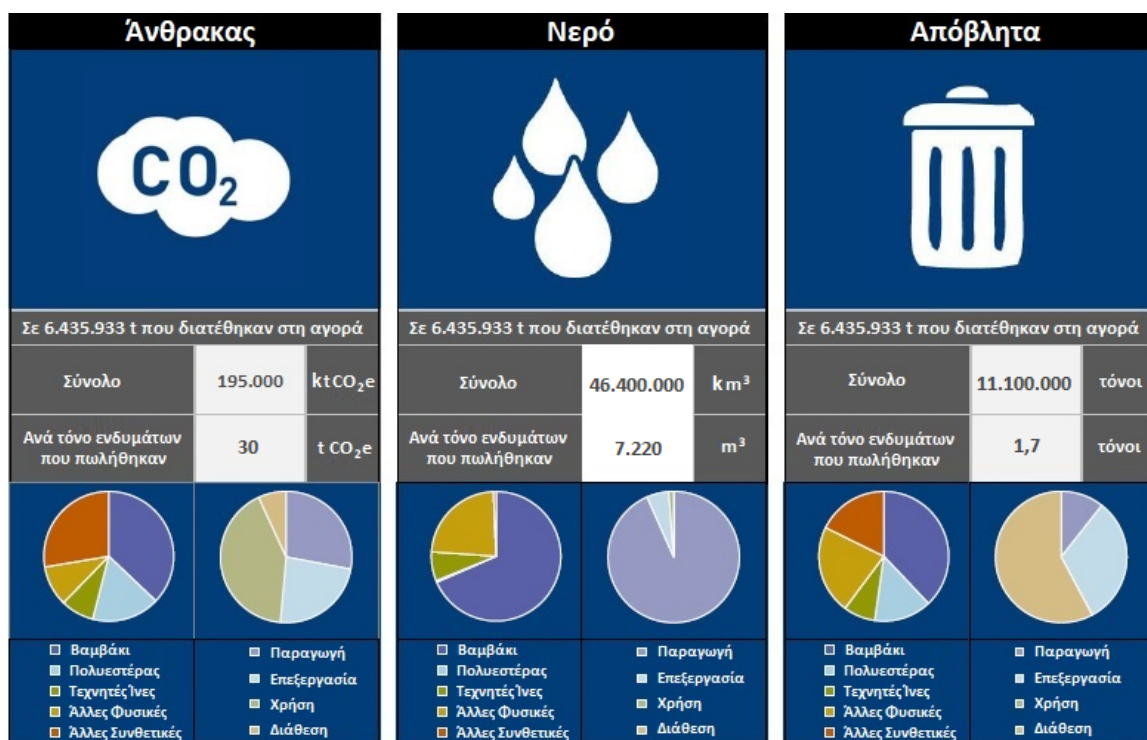 Άνθρακας
CO₂
Σε 6.435.933 t που διατέθηκαν στη αγορά
Σύνολο 195.000 ktCO₂e
Ανά τόνο ενδυμάτων
που πωλήθηκαν 30 t CO₂e
Βαμβάκι
Πολυεστέρας
Τεχνητές Ίνες
Άλλες Φυσικές
Άλλες Συνθετικές
Παραγωγή
Επεξεργασία
Χρήση
Διάθεση
Νερό
Σε 6.435.933 t που διατέθηκαν στη αγορά
Σύνολο 46.400.000 km³
Ανά τόνο ενδυμάτων
που πωλήθηκαν 7.220 m³
Βαμβάκι
Πολυεστέρας
Τεχνητές Ίνες
Άλλες Φυσικές
Άλλες Συνθετικές
Παραγωγή
Επεξεργασία
Χρήση
Διάθεση
Απόβλητα
Σε 6.435.933 t που διατέθηκαν στη αγορά
Σύνολο 11.100.000 τόνοι
Ανά τόνο ενδυμάτων
που πωλήθηκαν 1,7 τόνοι
Βαμβάκι
Πολυεστέρας
Τεχνητές Ίνες
Άλλες Φυσικές
Άλλες Συνθετικές
Παραγωγή
Επεξεργασία
Χρήση
Διάθεση